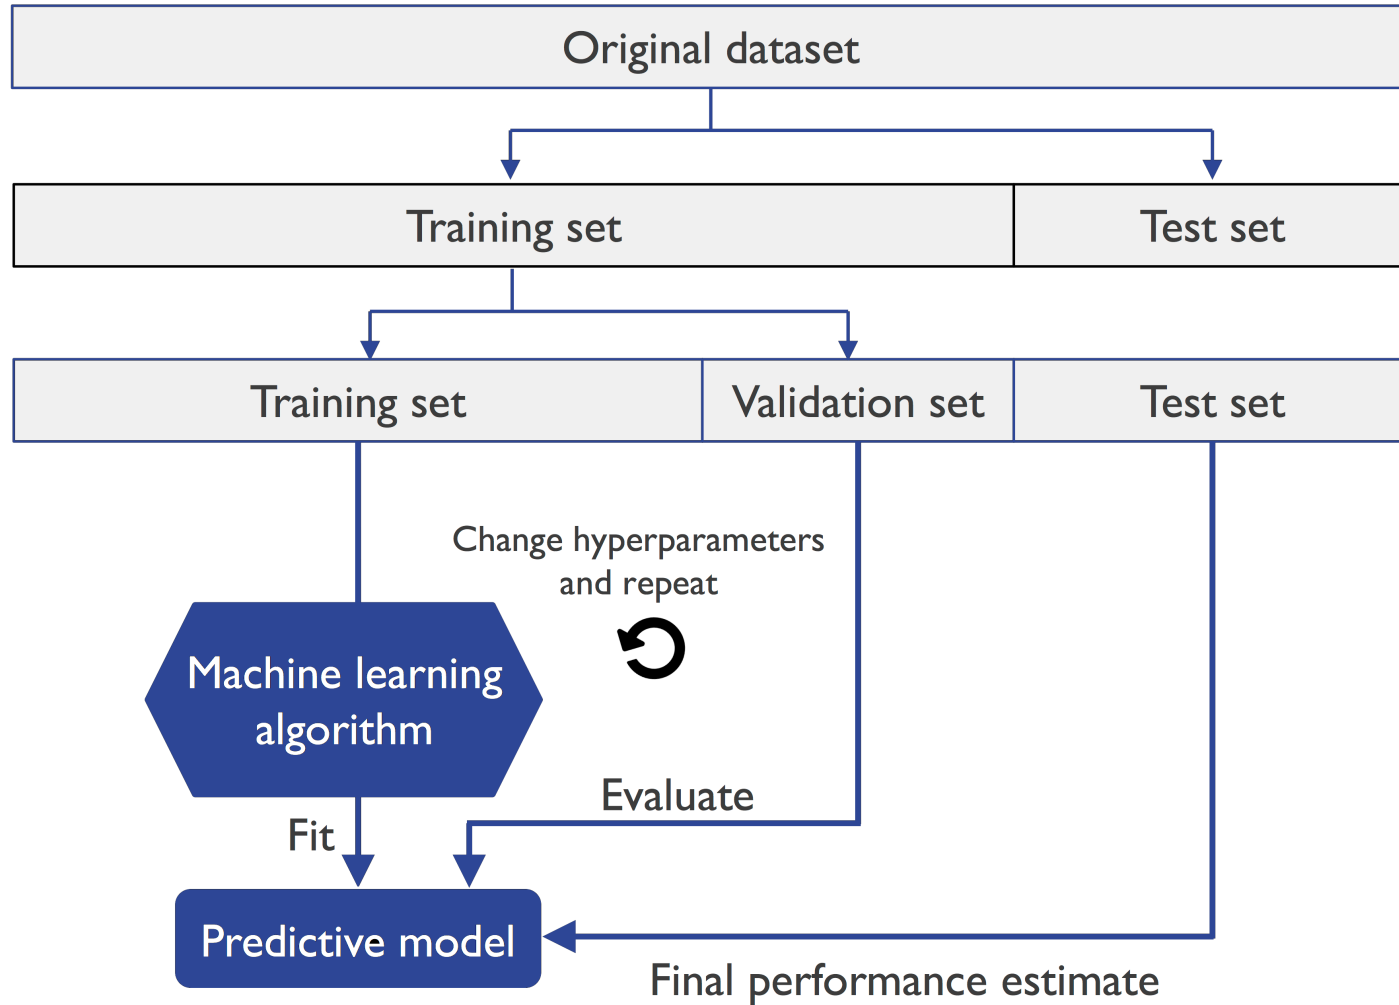 Original dataset
Training set
Test set
Training set
Validation set
Test set
Change hyperparameters
and repeat
Machine learning
algorithm
Evaluate
Fit
Predictive model
Final performance estimate